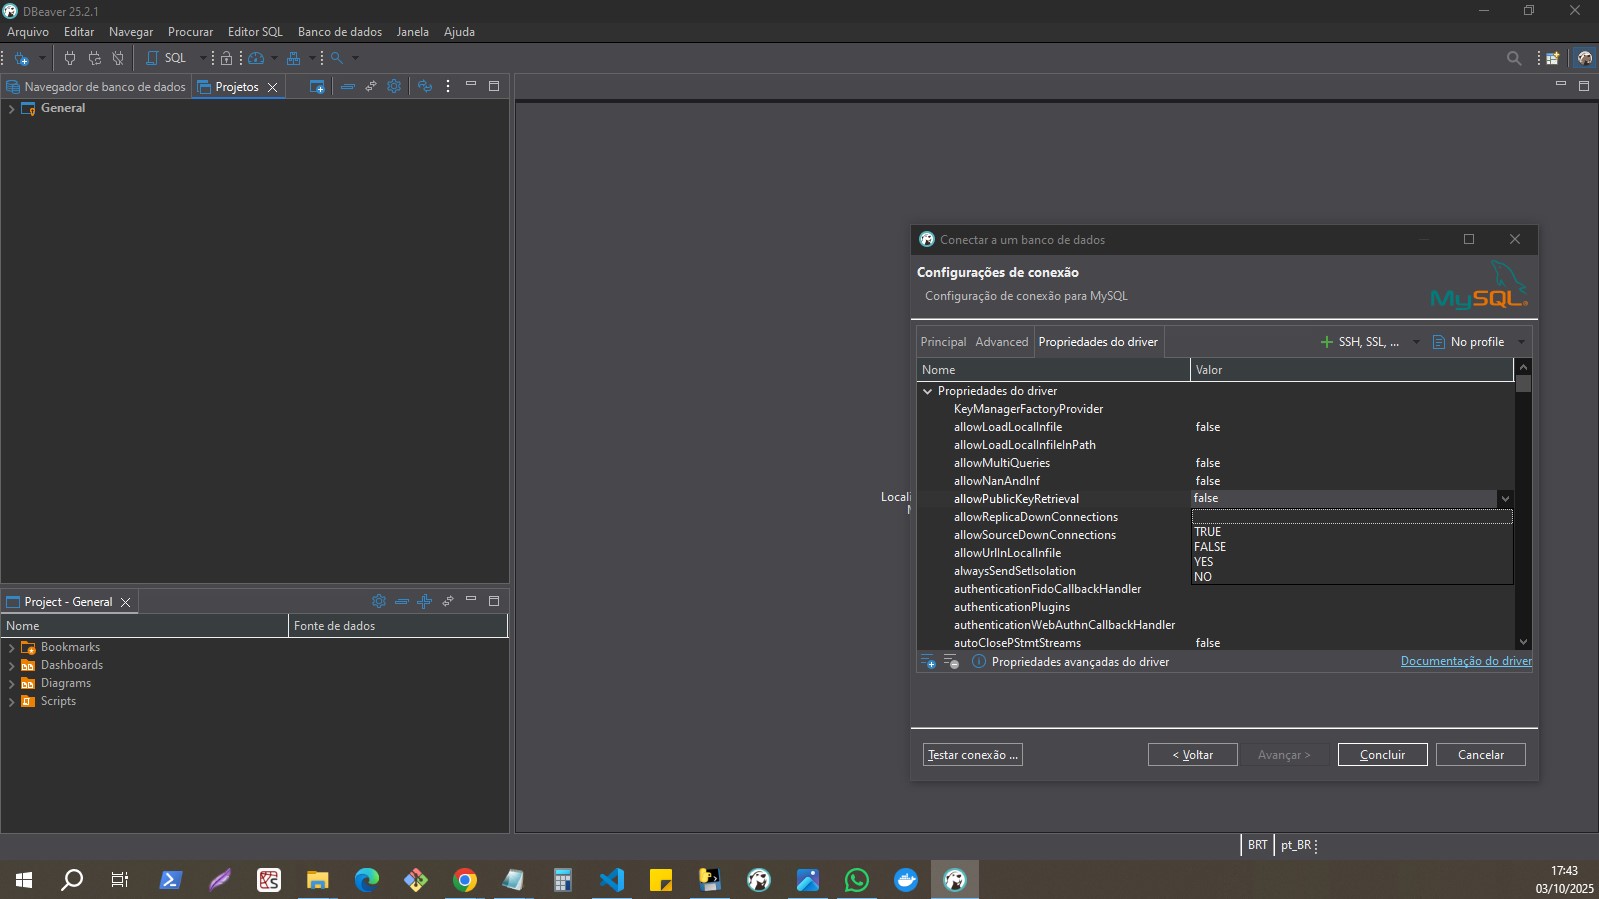 DBeaver 25.2.1
Arquivo Editar Navegar Procurar Editor SQL Banco de dados Janela Ajuda
SQL
Navegador de banco de dados Projetos
General
Project - General
Nome Fonte de dados
Bookmarks
Dashboards
Diagrams
Scripts
Locali
Conectar a um banco de dados
Configurações de conexão
Configuração de conexão para MySQL
MySQL
Principal Advanced Propriedades do driver SSH, SSL, ... No profile
Nome Valor
Propriedades do driver
KeyManagerFactoryProvider
allowLoadLocalInfile false
allowLoadLocalInfileInPath
allowMultiQueries false
allowNanAndInf false
allowPublicKeyRetrieval false
allowReplicaDownConnections
TRUE
allowSourceDownConnections
FALSE
allowUrlInLocalInfile
YES
alwaysSendSetIsolation
NO
authenticationFidoCallbackHandler
authenticationPlugins
authenticationWebAuthnCallbackHandler
autoClosePStmtStreams false
Propriedades avançadas do driver Documentação do driver
Testar conexão ... < Voltar Avançar > Concluir Cancelar
BRT pt_BR
17:43
03/10/2025